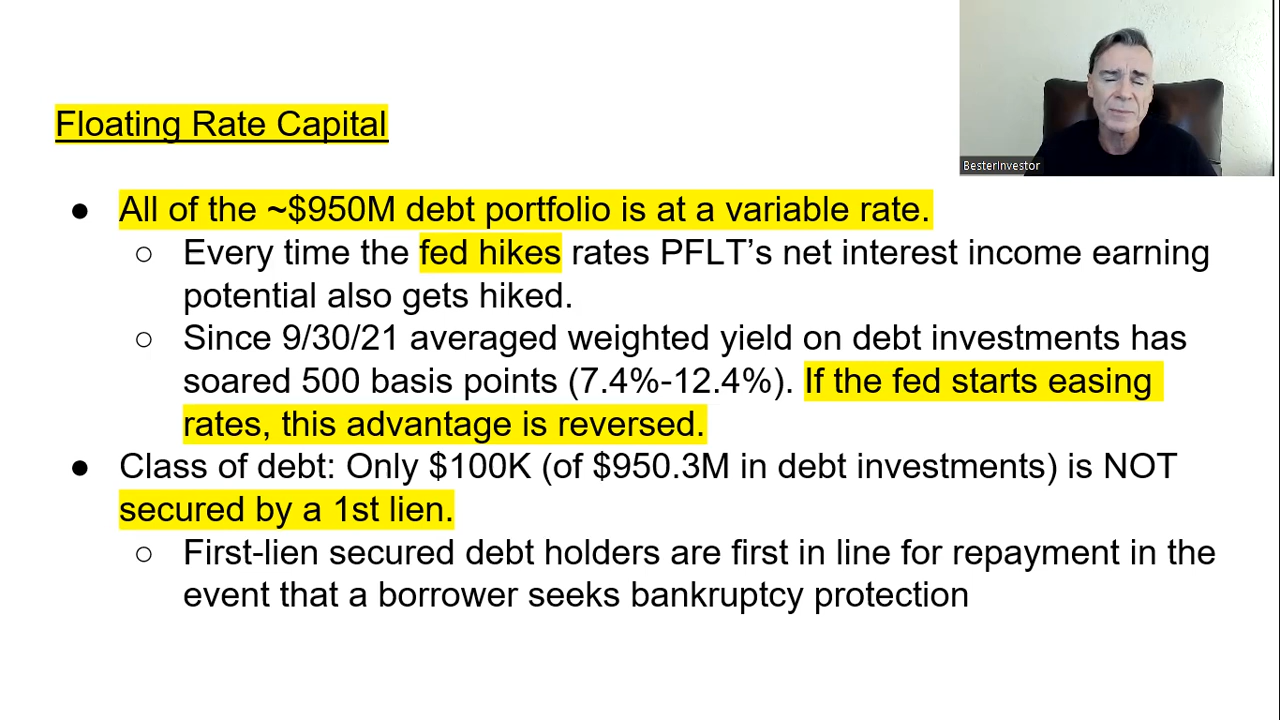 Floating Rate Capital
BesterInvestor
● All of the ~$950M debt portfolio is at a variable rate.
○ Every time the fed hikes rates PFLT’s net interest income earning
potential also gets hiked.
○ Since 9/30/21 averaged weighted yield on debt investments has
soared 500 basis points (7.4%-12.4%). If the fed starts easing
rates, this advantage is reversed.
● Class of debt: Only $100K (of $950.3M in debt investments) is NOT
secured by a 1st lien.
○ First-lien secured debt holders are first in line for repayment in the
event that a borrower seeks bankruptcy protection